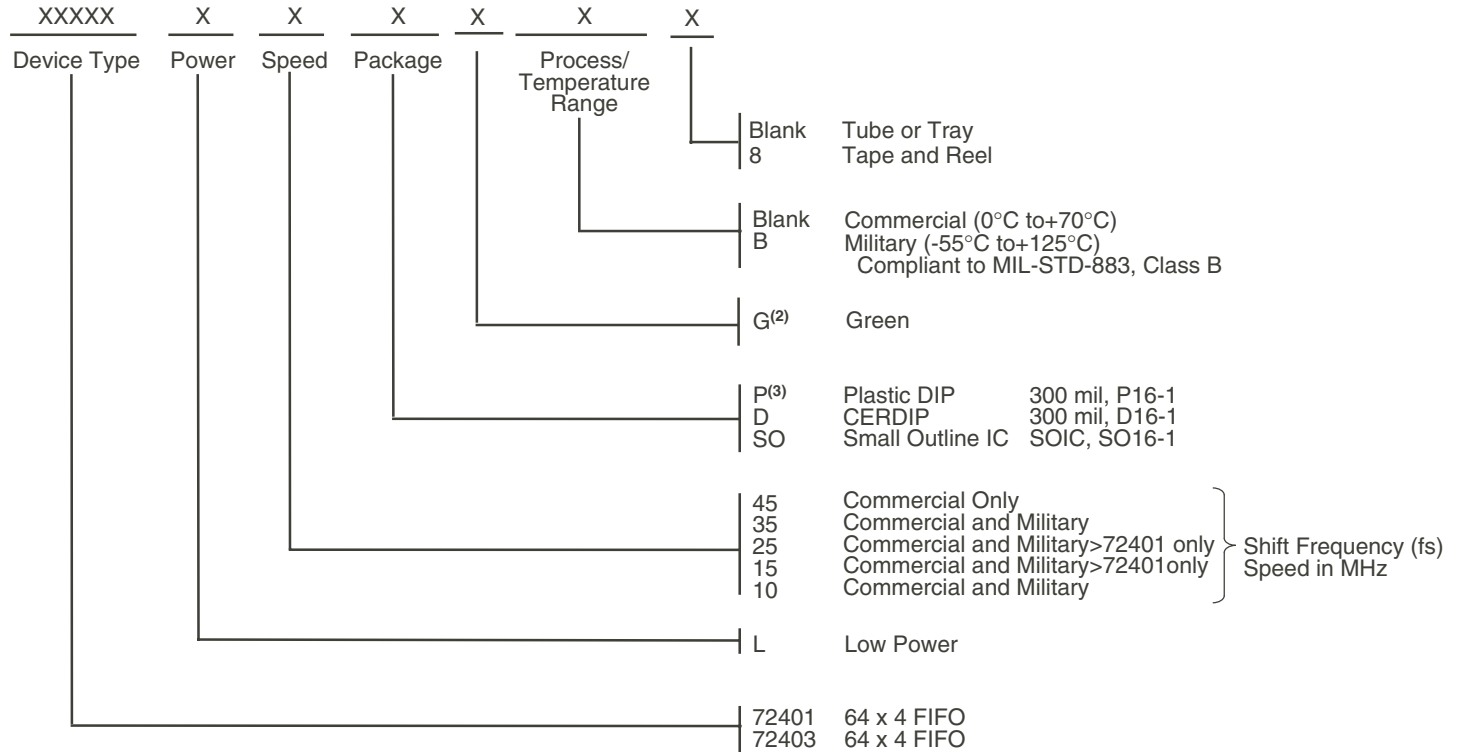 XXXXX X X X X X X
Device Type Power Speed Package Process/
Temperature
Range
Blank Tube or Tray
8 Tape and Reel
Blank Commercial (0°C to+70°C)
B Military (-55°C to+125°C)
Compliant to MIL-STD-883, Class B
G(2) Green
P(3) Plastic DIP 300 mil, P16-1
D CERDIP 300 mil, D16-1
SO Small Outline IC SOIC, SO16-1
45 Commercial Only
35 Commercial and Military
25 Commercial and Military>72401 only
15 Commercial and Military>72401only
10 Commercial and Military
Shift Frequency (fs)
Speed in MHz
L Low Power
72401 64 x 4 FIFO
72403 64 x 4 FIFO